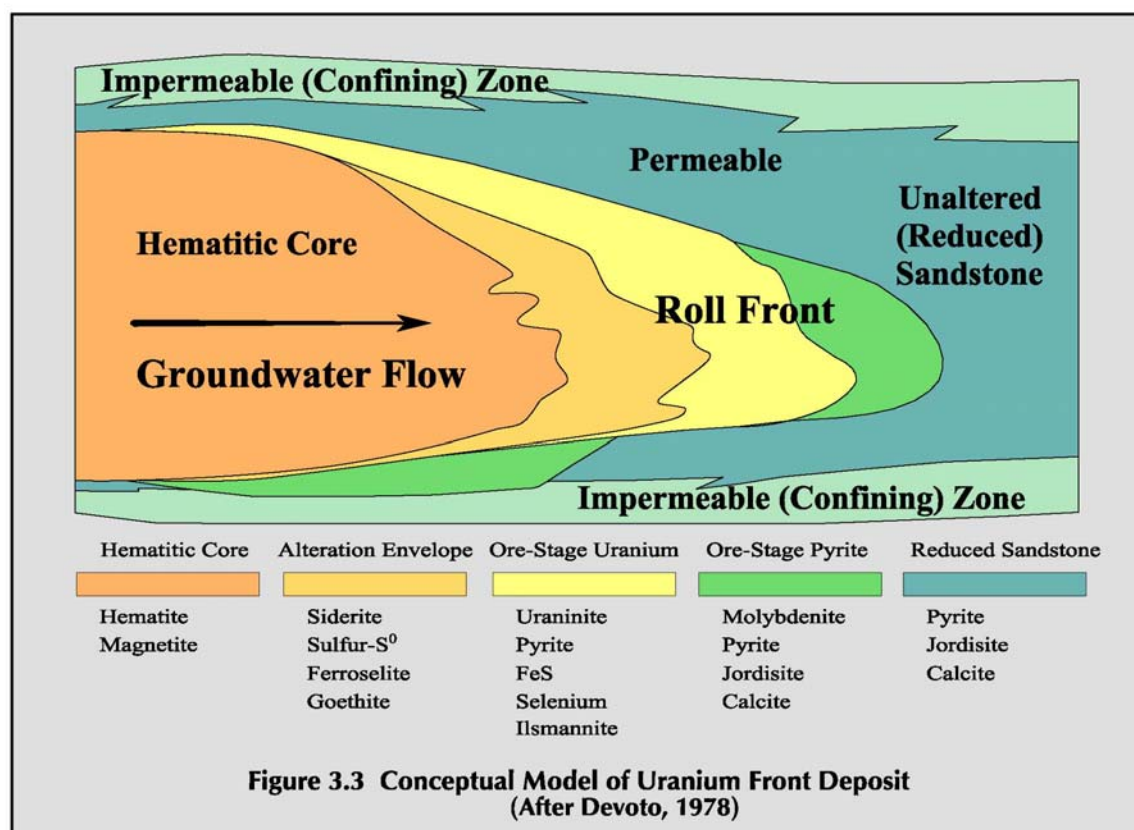 Impermeable (Confining) Zone
Permeable
Unaltered
(Reduced)
Sandstone
Hematitic Core
Roll Front
Groundwater Flow
Impermeable (Confining) Zone
Hematitic Core
Alteration Envelope
Ore-Stage Uranium
Ore-Stage Pyrite
Reduced Sandstone
Hematite
Magnetite
Siderite
Sulfur-S⁰
Ferroselite
Goethite
Uraninite
Pyrite
FeS
Selenium
Ilsmannite
Molybdenite
Pyrite
Jordisite
Calcite
Pyrite
Jordisite
Calcite
Figure 3.3 Conceptual Model of Uranium Front Deposit
(After Devoto, 1978)